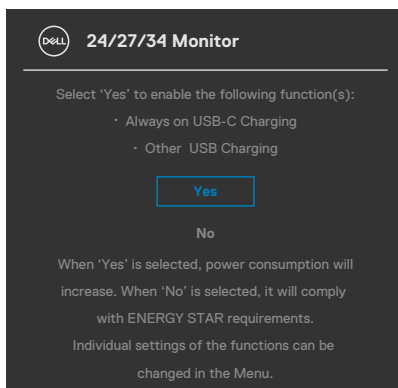 DELL 24/27/34 Monitor
Select ‘Yes’ to enable the following function(s):
· Always on USB-C Charging
· Other USB Charging
Yes
No
When ‘Yes’ is selected, power consumption will
increase. When ‘No’ is selected, it will comply
with ENERGY STAR requirements.
Individual settings of the functions can be
changed in the Menu.